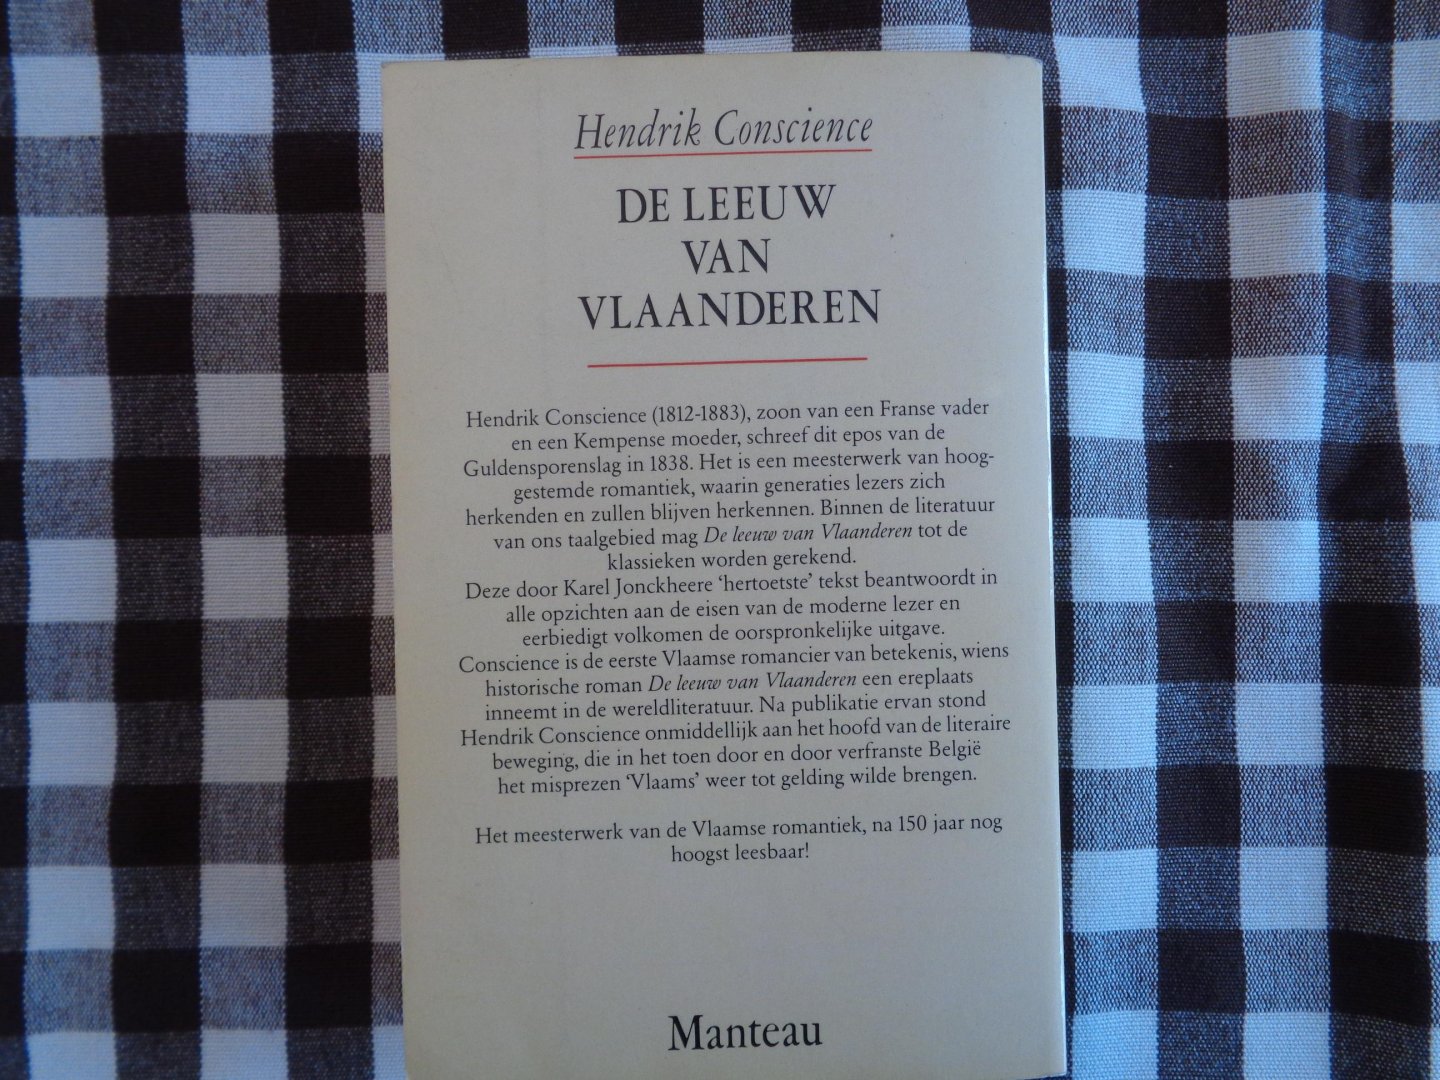 Hendrik Conscience
DE LEEUW
VAN
VLAANDEREN
Hendrik Conscience (1812-1883), zoon van een Franse vader
en een Kempense moeder, schreef dit epos van de
Guldensporenslag in 1838. Het is een meesterwerk van hoog-
gestemde romantiek, waarin generaties lezers zich
herkenden en zullen blijven herkennen. Binnen de literatuur
van ons taalgebied mag De leeuw van Vlaanderen tot de
klassieken worden gerekend.
Deze door Karel Jonckheere ‘hertoetste’ tekst beantwoordt in
alle opzichten aan de eisen van de moderne lezer en
eerbiedigt volkomen de oorspronkelijke uitgave.
Conscience is de eerste Vlaamse romancier van betekenis, wiens
historische roman De leeuw van Vlaanderen een ereplaats
inneemt in de wereldliteratuur. Na publikatie ervan stond
Hendrik Conscience onmiddellijk aan het hoofd van de literaire
beweging, die in het toen door en door verfranste België
het misprezen ‘Vlaams’ weer tot gelding wilde brengen.
Het meesterwerk van de Vlaamse romantiek, na 150 jaar nog
hoogst leesbaar!
Manteau